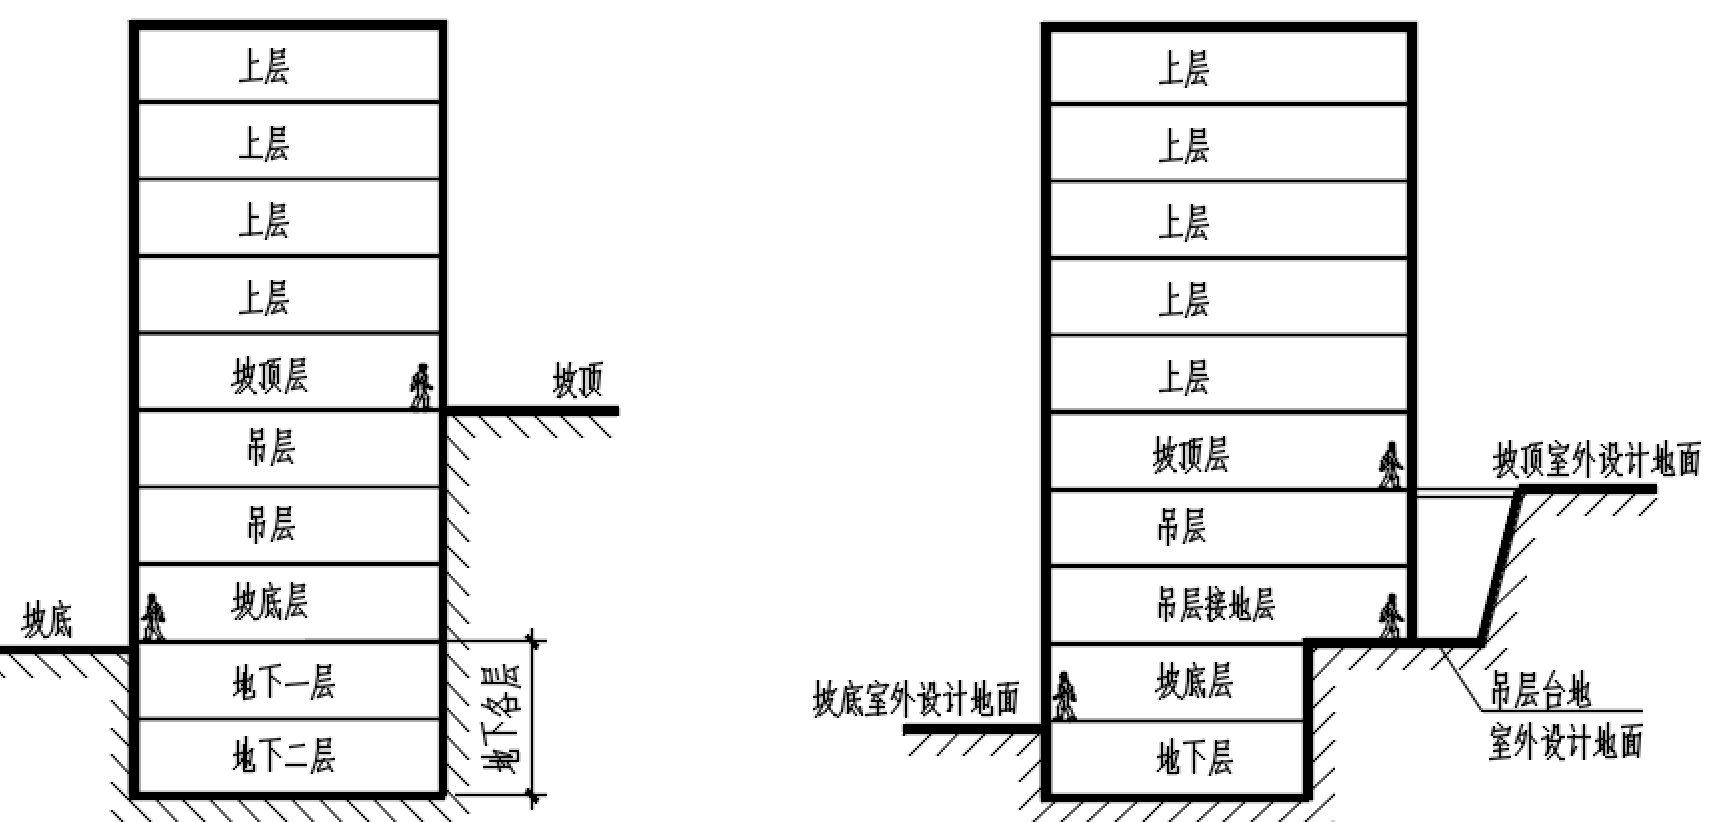 上层
上层
上层
上层
坡顶层
坡顶
吊层
吊层
坡底层
坡底
地下一层
地下二层
地下各层
上层
上层
上层
上层
上层
坡顶层
坡顶室外设计地面
吊层
吊层接地层
坡底层
坡底室外设计地面
地下层
吊层台地
室外设计地面